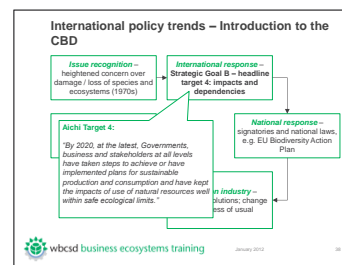 International policy trends – Introduction to the
CBD
Issue recognition –
heightened concern over
damage / loss of species and
ecosystems (1970s)
International response –
Strategic Goal B – headline
target 4: impacts and
dependencies
National response –
signatories and national laws,
e.g. EU Biodiversity Action
Plan
Aichi Target 4:
"By 2020, at the latest, Governments,
business and stakeholders at all levels
have taken steps to achieve or have
implemented plans for sustainable
production and consumption and have kept
the impacts of use of natural resources well
within safe ecological limits."
industry –
change
of usual
wbcsd business ecosystems training
January 2012